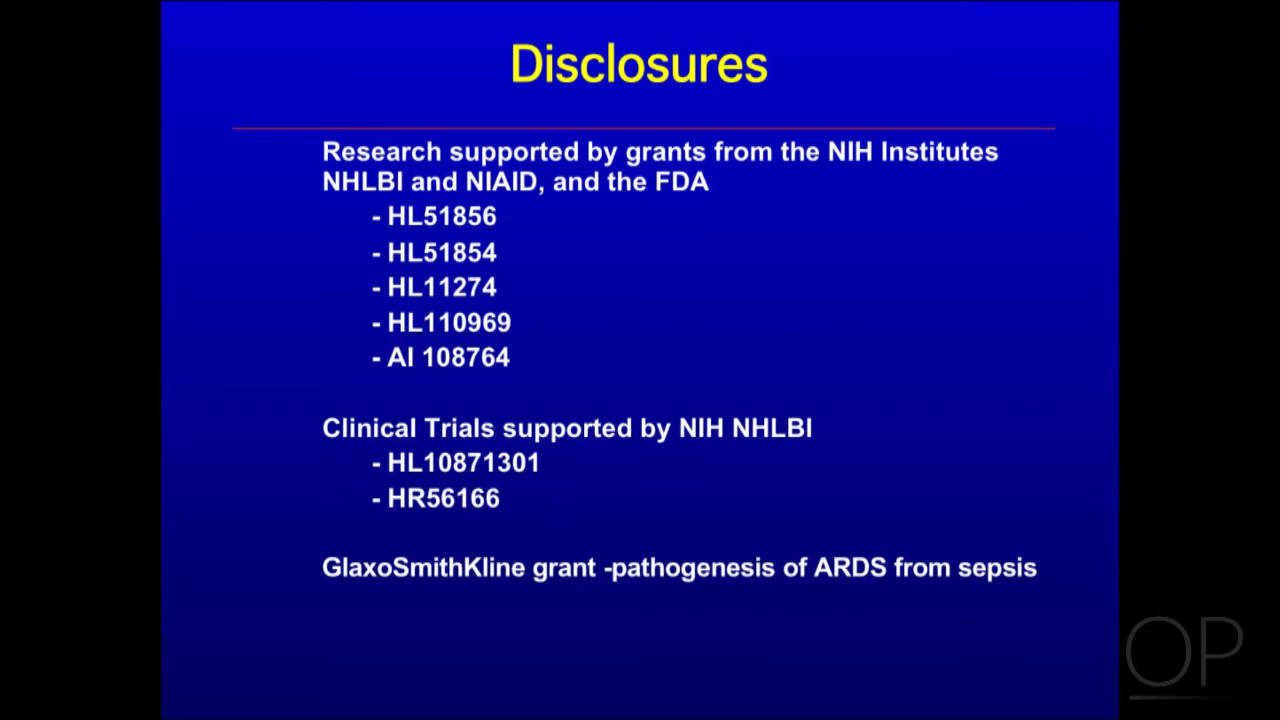 Disclosures
Research supported by grants from the NIH Institutes
NHLBI and NIAID, and the FDA
- HL51856
- HL51854
- HL11274
- HL110969
- AI 108764
Clinical Trials supported by NIH NHLBI
- HL10871301
- HR56166
GlaxoSmithKline grant -pathogenesis of ARDS from sepsis
OP